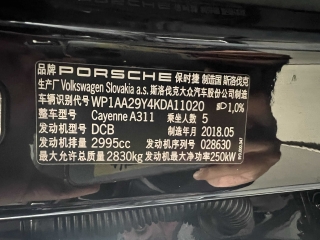 品牌 PORSCHE 保时捷 制造国 斯洛伐克
生产厂 Volkswagen Slovakia a.s. 斯洛伐克大众汽车股份公司制造
车辆识别代号 WP1AA29Y4KDA11020 1,0%
整车型号 Cayenne A311 乘坐人数 5
发动机型号 DCB 制造年月 2018.05
发动机排量 2995cc 发动机序列号 028630
最大允许总质量 2830kg 发动机最大净功率 250kW